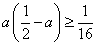 a(1/2 − a) ≥ 1/16